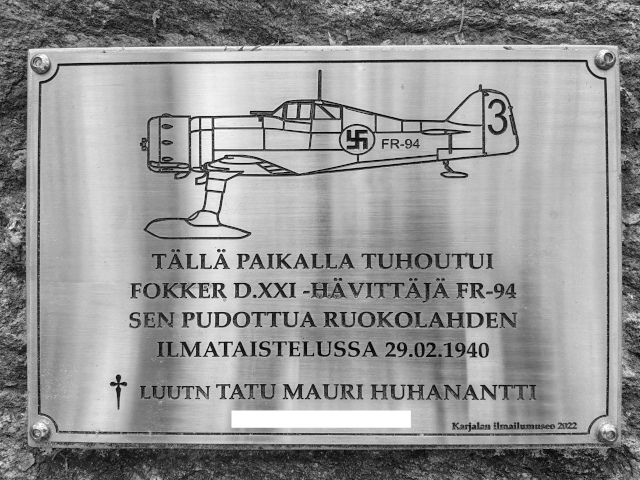 3
FR-94
TÄLLÄ PAIKALLA TUHOUTUI
FOKKER D.XXI -HÄVITTÄJÄ FR-94
SEN PUDOTTUA RUOKOLAHDEN
ILMATAISTELUSSA 29.02.1940
LUUTN TATU MAURI HUHANANTTI
Karjalan ilmailumuseo 2022